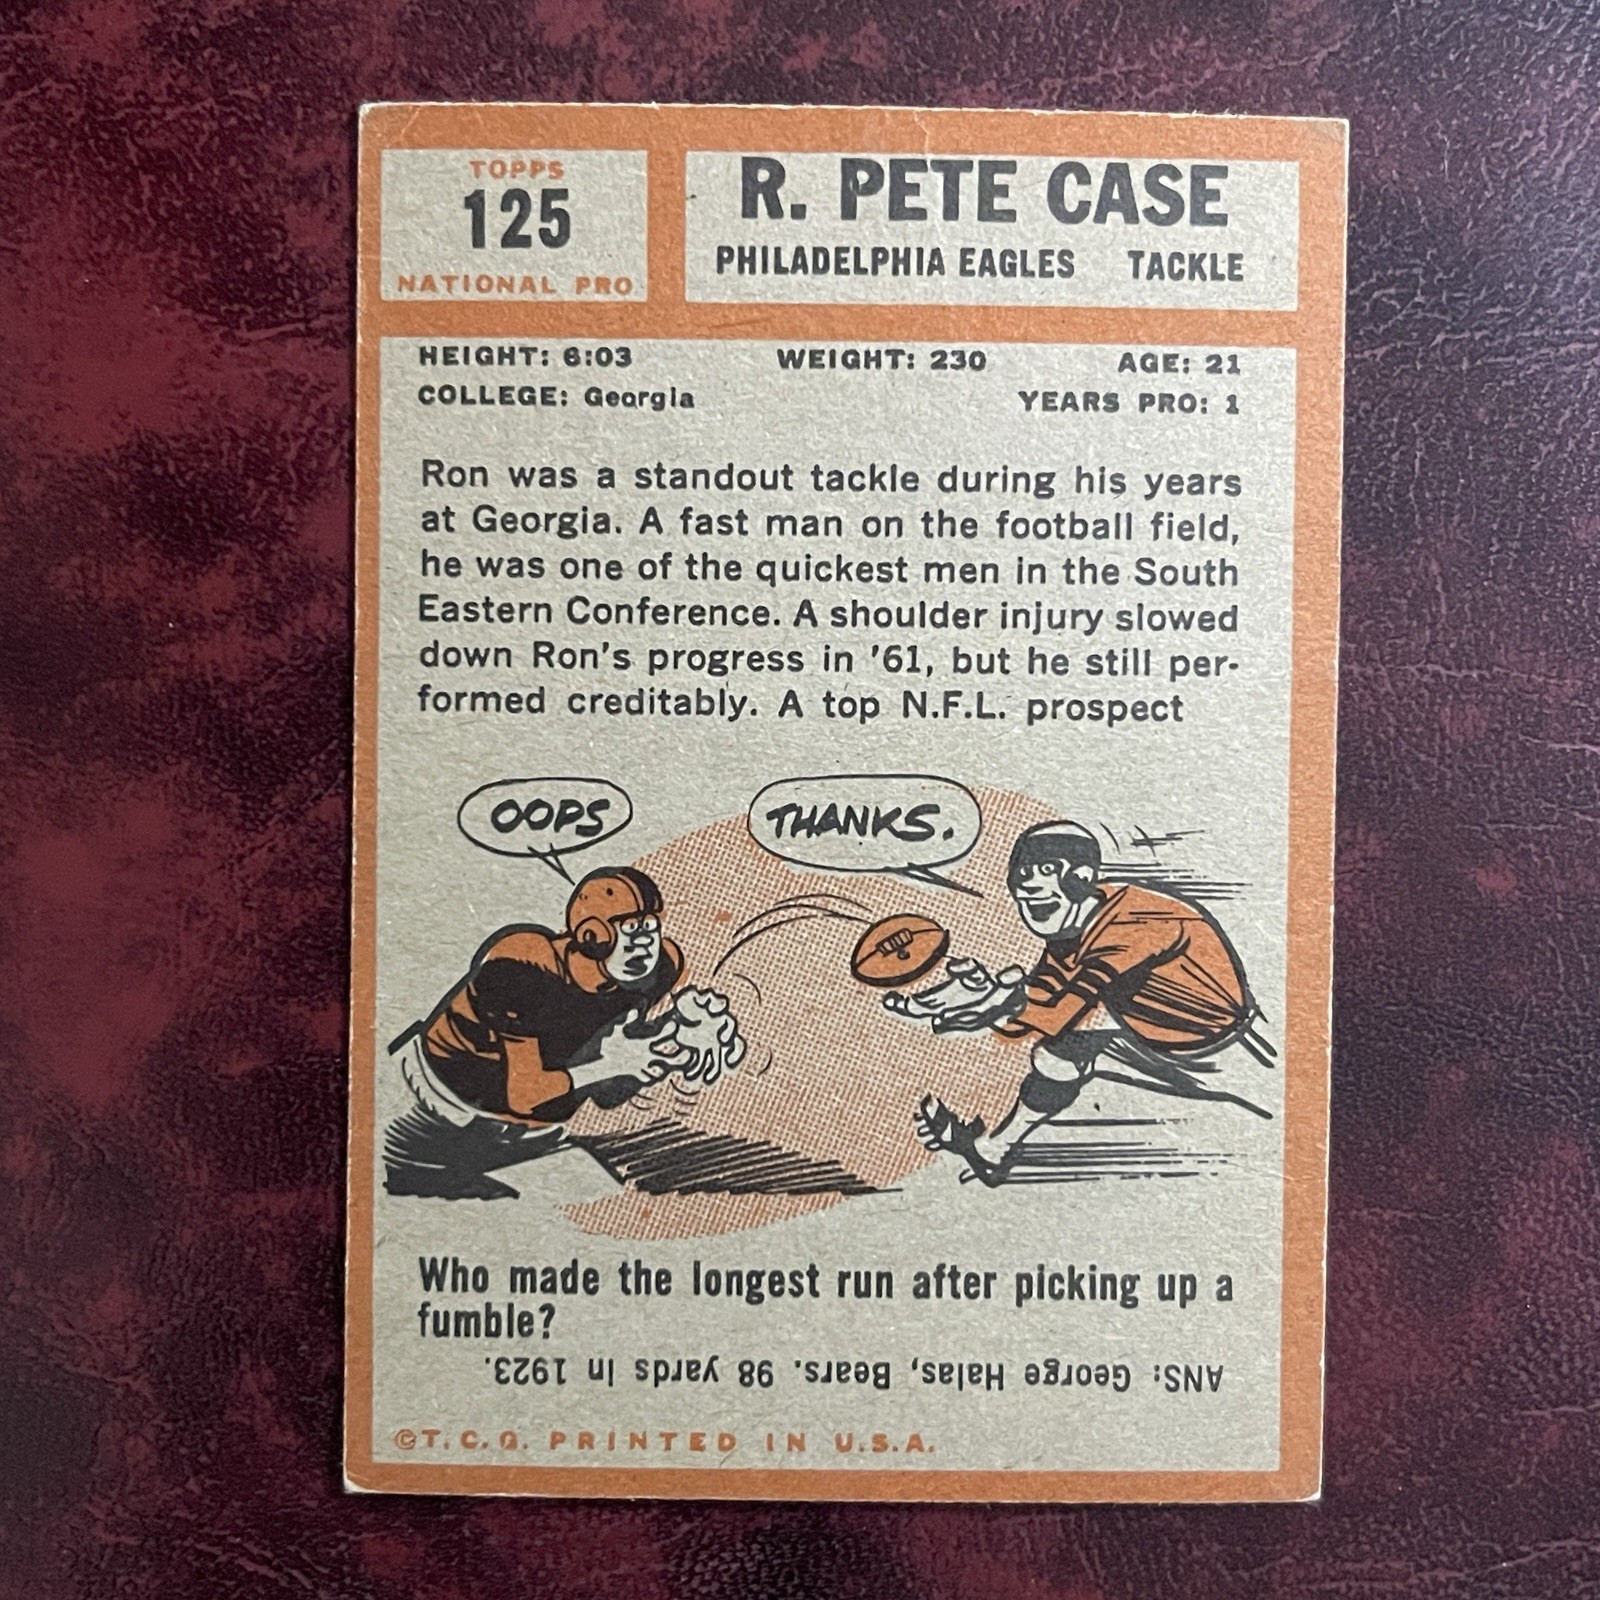 TOPPS
125
NATIONAL PRO
R. PETE CASE
PHILADELPHIA EAGLES TACKLE
HEIGHT: 6:03 WEIGHT: 230 AGE: 21
COLLEGE: Georgia YEARS PRO: 1
Ron was a standout tackle during his years
at Georgia. A fast man on the football field,
he was one of the quickest men in the South
Eastern Conference. A shoulder injury slowed
down Ron's progress in '61, but he still per-
formed creditably. A top N.F.L. prospect
OOPS
THANKS.
Who made the longest run after picking up a
fumble?
ANS: George Halas, Bears. 98 yards in 1923.
©T.C.G. PRINTED IN U.S.A.